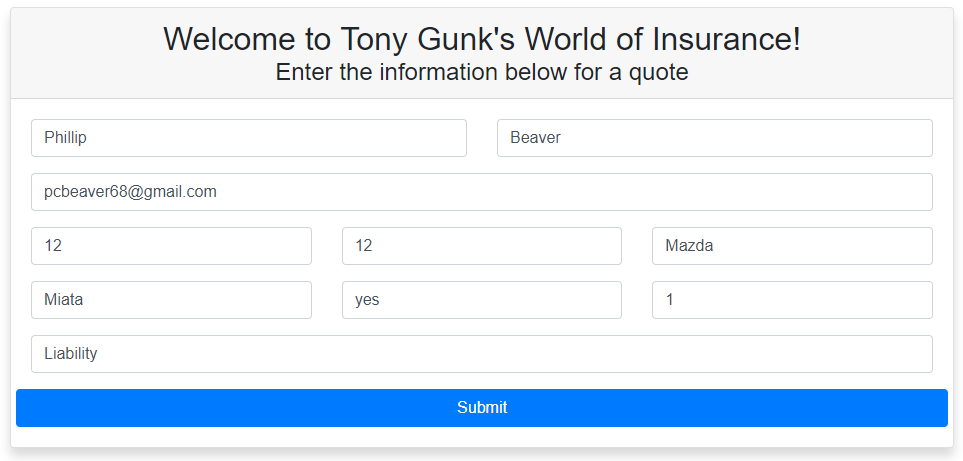 Welcome to Tony Gunk's World of Insurance!
Enter the information below for a quote
Phillip Beaver
pcbeaver68@gmail.com
12 12 Mazda
Miata yes 1
Liability
Submit